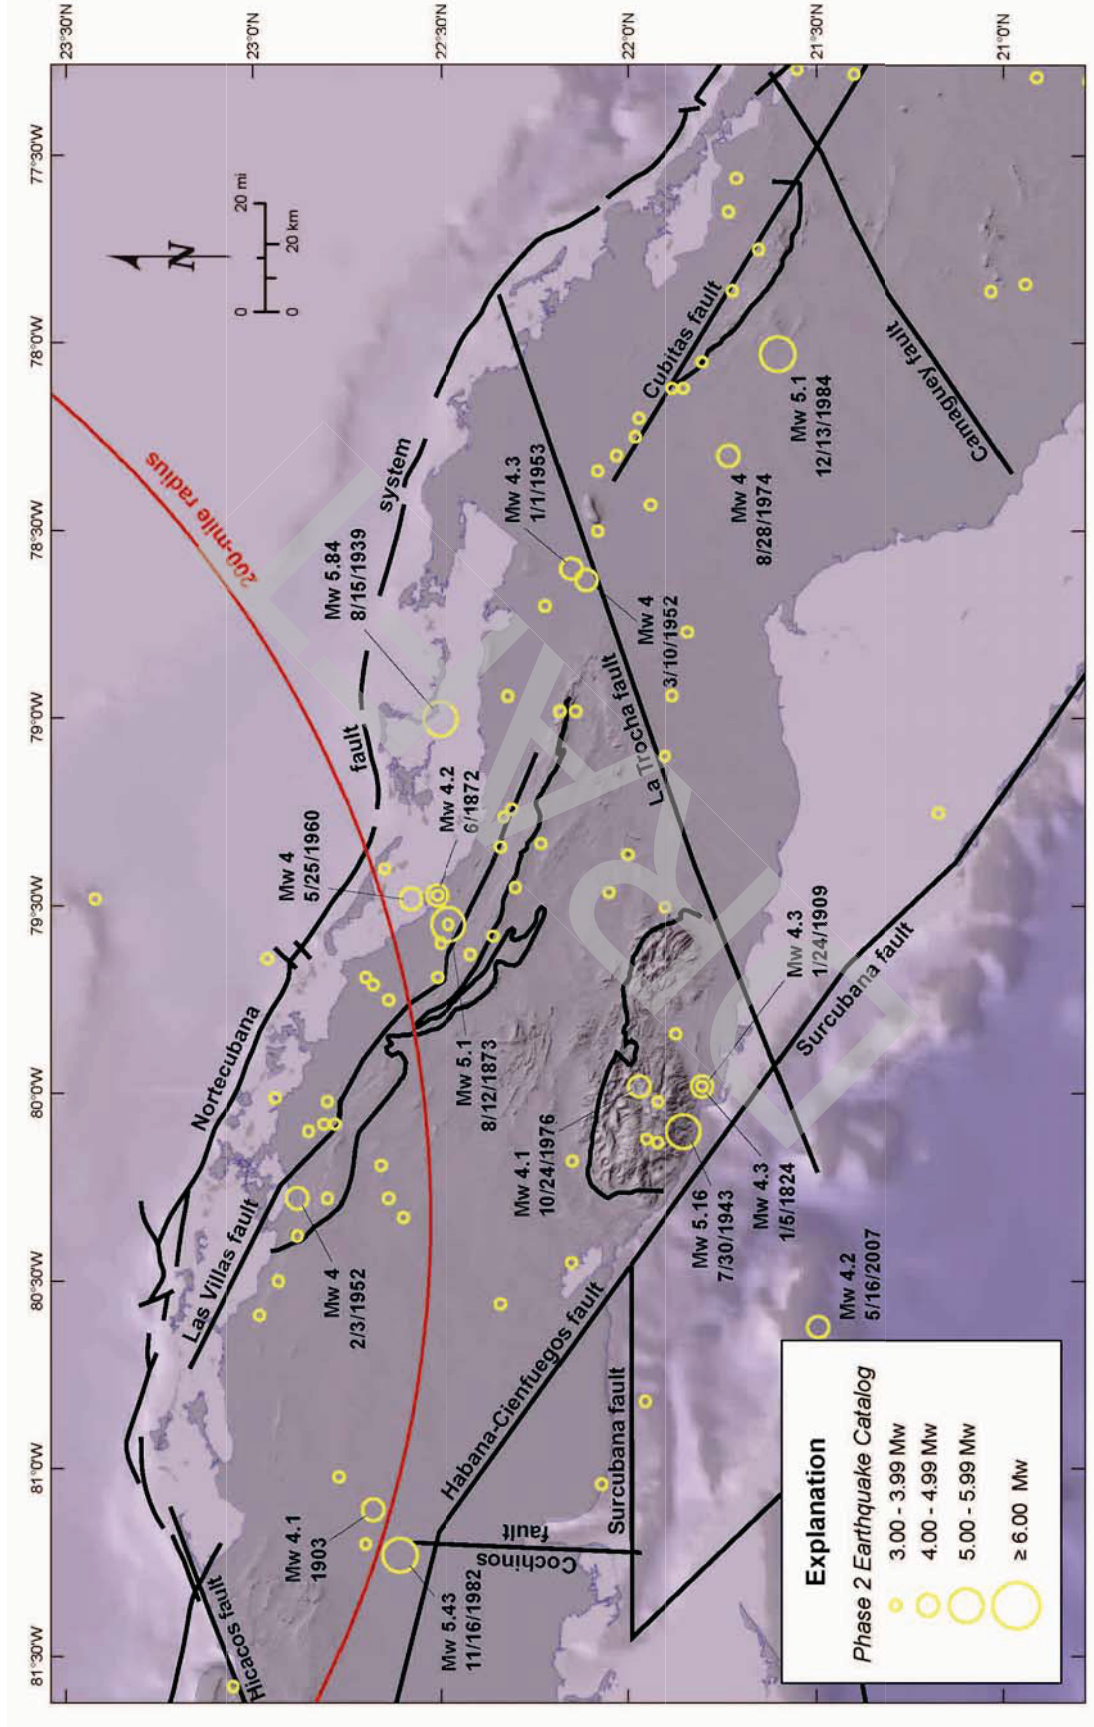 81°30'W
81°0'W
80°30'W
80°0'W
79°30'W
79°0'W
78°30'W
78°0'W
77°30'W
23°30'N
23°0'N
22°30'N
22°0'N
21°30'N
21°0'N
200-mile radius
N
0 20 mi
0 20 km
Nortecubana
fault
system
Hicacos fault
Las Villas fault
Mw 4.1
1903
Mw 5.43
11/16/1982
Mw 4
2/3/1952
Mw 4
5/25/1960
Mw 4.2
6/1872
Mw 5.84
8/15/1939
Mw 5.1
8/12/1873
Mw 4.3
1/1/1953
Mw 4
3/10/1952
Cubitas fault
Mw 4
8/28/1974
Mw 5.1
12/13/1984
Camaguey fault
La Trocha fault
Habana-Cienfuegos fault
Cochinos
fault
Surcubana fault
Mw 4.1
10/24/1976
Mw 5.16
7/30/1943
Mw 4.3
1/5/1824
Mw 4.3
1/24/1909
Surcubana fault
Mw 4.2
5/16/2007
Explanation
Phase 2 Earthquake Catalog
3.00 - 3.99 Mw
4.00 - 4.99 Mw
5.00 - 5.99 Mw
≥ 6.00 Mw